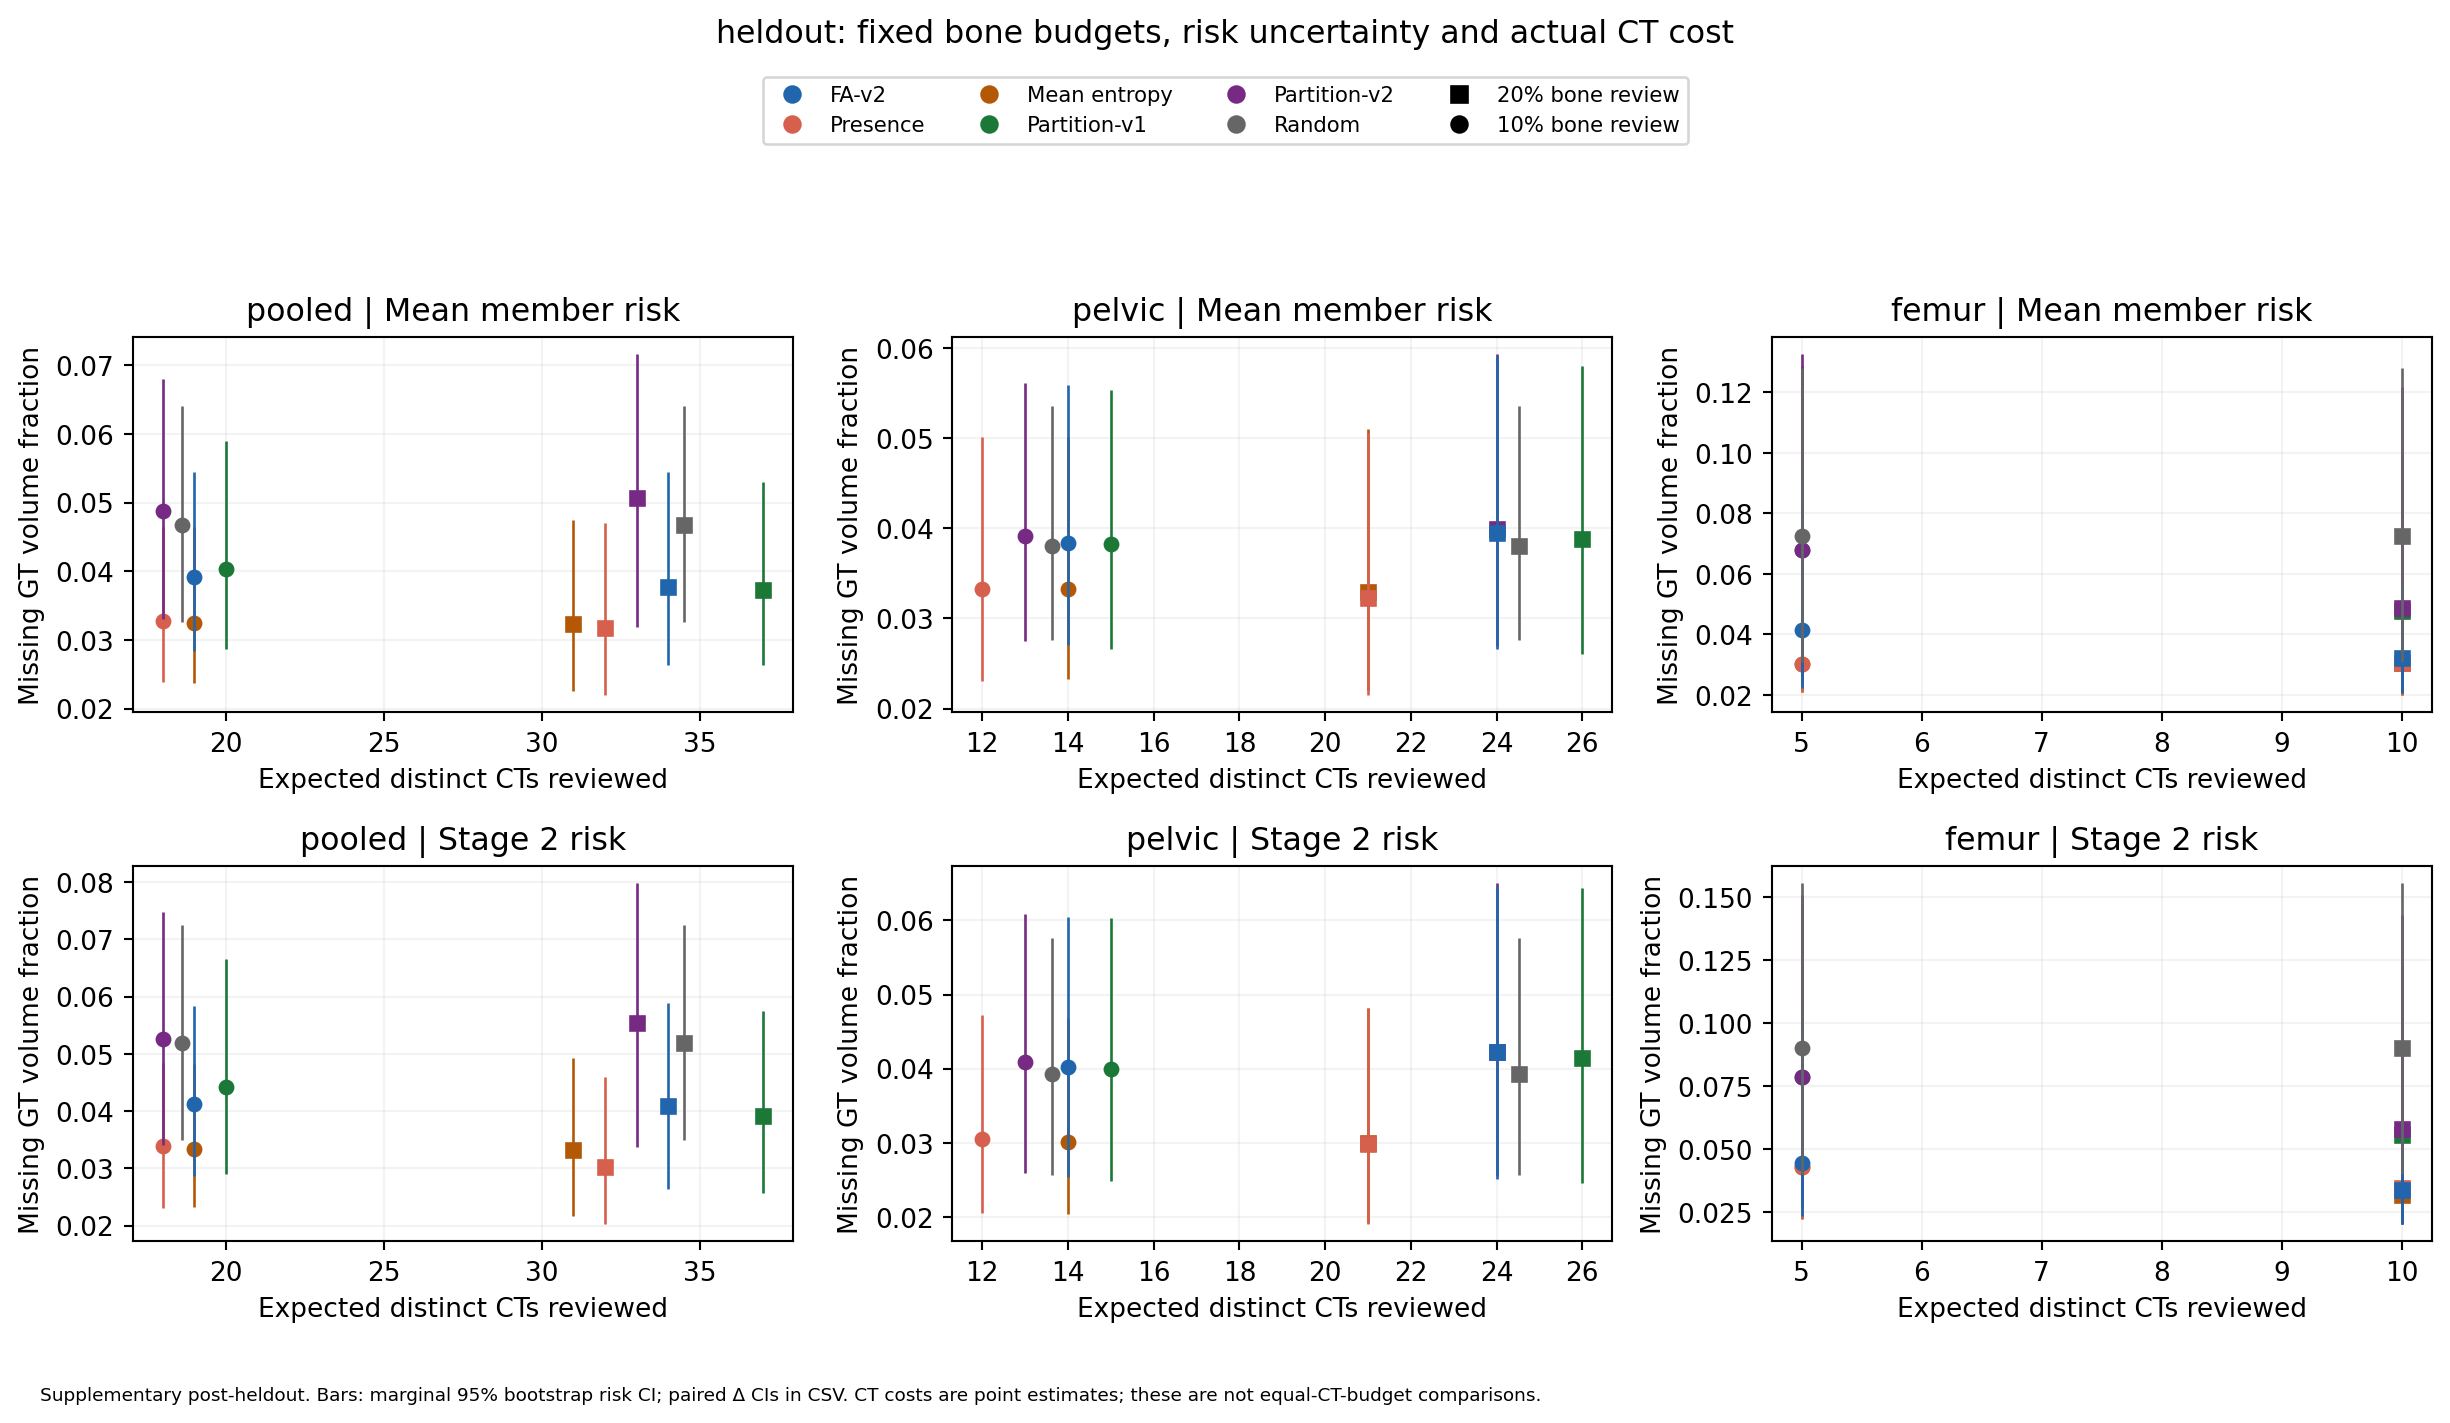 heldout: fixed bone budgets, risk uncertainty and actual CT cost
FA-v2 Mean entropy Partition-v2 20% bone review
Presence Partition-v1 Random 10% bone review
pooled | Mean member risk
Missing GT volume fraction
0.07
0.06
0.05
0.04
0.03
0.02
20 25 30 35
Expected distinct CTs reviewed
pelvic | Mean member risk
Missing GT volume fraction
0.06
0.05
0.04
0.03
0.02
12 14 16 18 20 22 24 26
Expected distinct CTs reviewed
femur | Mean member risk
Missing GT volume fraction
0.12
0.10
0.08
0.06
0.04
0.02
5 6 7 8 9 10
Expected distinct CTs reviewed
pooled | Stage 2 risk
Missing GT volume fraction
0.08
0.07
0.06
0.05
0.04
0.03
0.02
20 25 30 35
Expected distinct CTs reviewed
pelvic | Stage 2 risk
Missing GT volume fraction
0.06
0.05
0.04
0.03
0.02
12 14 16 18 20 22 24 26
Expected distinct CTs reviewed
femur | Stage 2 risk
Missing GT volume fraction
0.150
0.125
0.100
0.075
0.050
0.025
5 6 7 8 9 10
Expected distinct CTs reviewed
Supplementary post-heldout. Bars: marginal 95% bootstrap risk CI; paired Δ CIs in CSV. CT costs are point estimates; these are not equal-CT-budget comparisons.